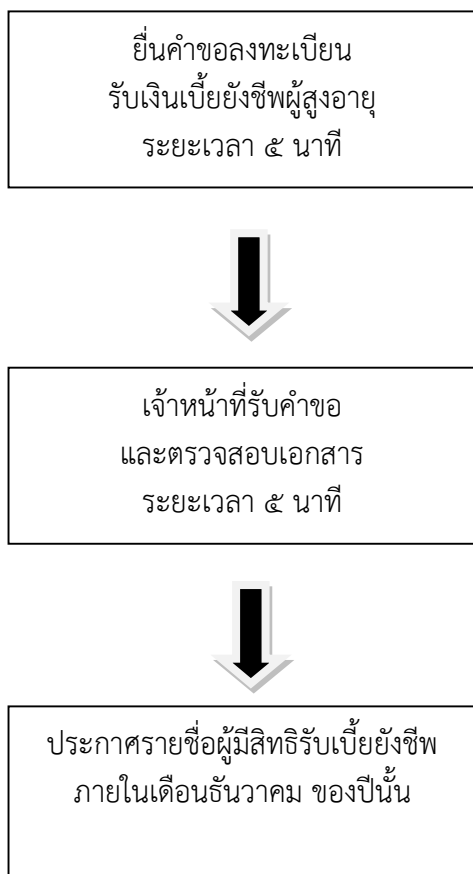 ยื่นคำขอลงทะเบียน
รับเงินเบี้ยยังชีพผู้สูงอายุ
ระยะเวลา ๕ นาที
เจ้าหน้าที่รับคำขอ
และตรวจสอบเอกสาร
ระยะเวลา ๕ นาที
ประกาศรายชื่อผู้มีสิทธิรับเบี้ยยังชีพ
ภายในเดือนธันวาคม ของปีนั้น